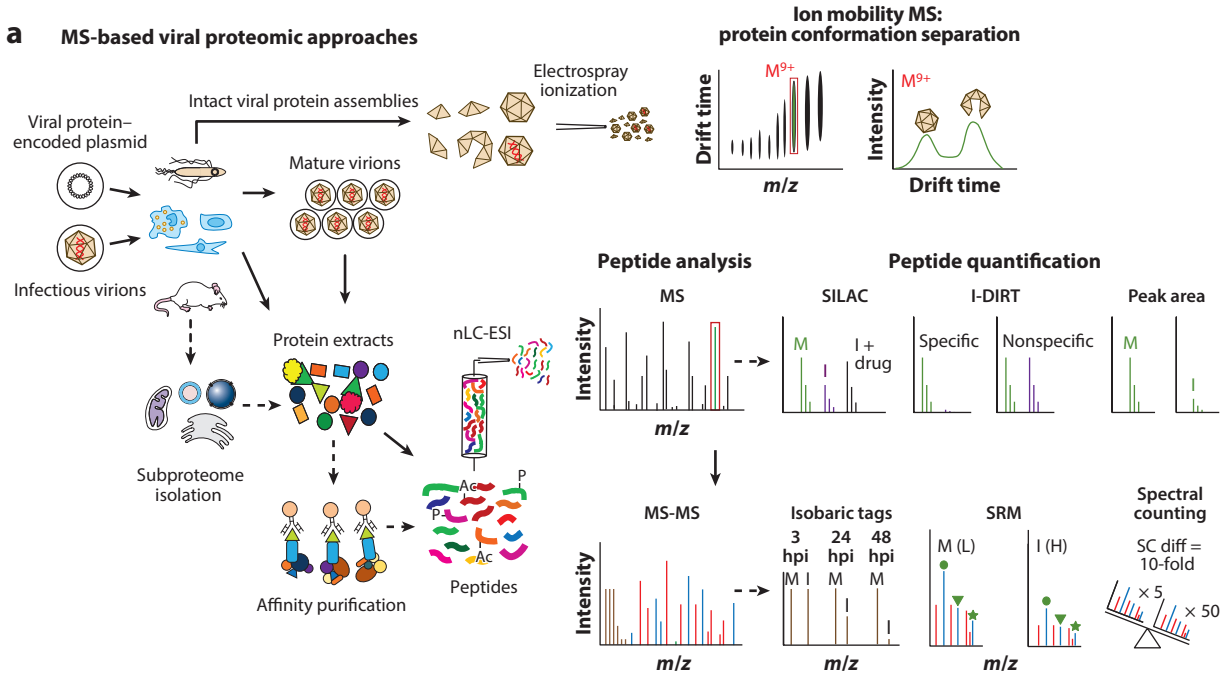 a
MS-based viral proteomic approaches
Viral protein–
encoded plasmid
Infectious virions
Intact viral protein assemblies
Mature virions
Electrospray
ionization
Ion mobility MS:
protein conformation separation
Drift time
M9+
m/z
Intensity
M9+
Drift time
Subproteome
isolation
Protein extracts
Affinity purification
nLC-ESI
Ac
P
P-
Ac
Peptides
Peptide analysis
MS
Intensity
m/z
Peptide quantification
SILAC
M
I
I +
drug
I-DIRT
Specific
Nonspecific
Peak area
M
I
MS-MS
Intensity
m/z
Isobaric tags
3
hpi
24
hpi
48
hpi
M I
M
I
M
I
SRM
M (L)
I (H)
m/z
Spectral
counting
SC diff =
10-fold
× 5
× 50